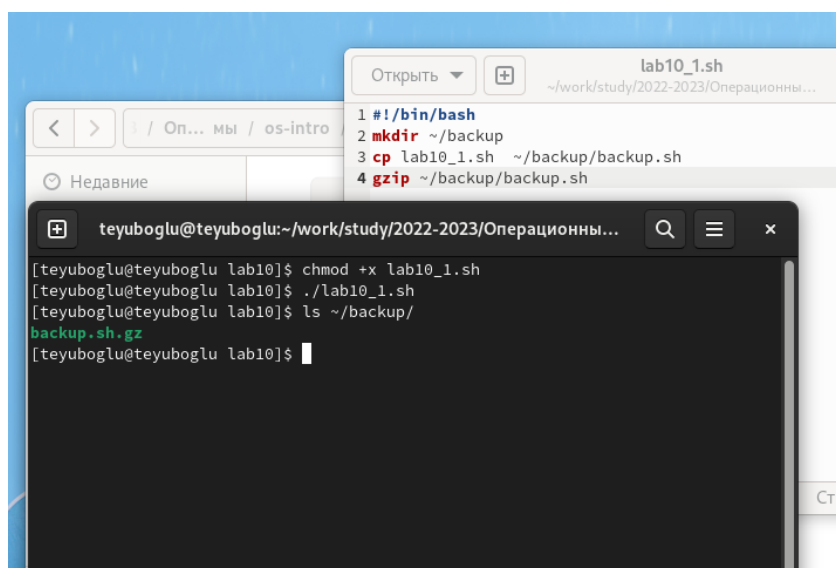 Открыть
lab10_1.sh
~/work/study/2022-2023/Операционны...
/ Оп... мы / os-intro /
Недавние
1 #!/bin/bash
2 mkdir ~/backup
3 cp lab10_1.sh  ~/backup/backup.sh
4 gzip ~/backup/backup.sh
teyuboglu@teyuboglu:~/work/study/2022-2023/Операционны...
[teyuboglu@teyuboglu lab10]$ chmod +x lab10_1.sh
[teyuboglu@teyuboglu lab10]$ ./lab10_1.sh
[teyuboglu@teyuboglu lab10]$ ls ~/backup/
backup.sh.gz
[teyuboglu@teyuboglu lab10]$
Ст